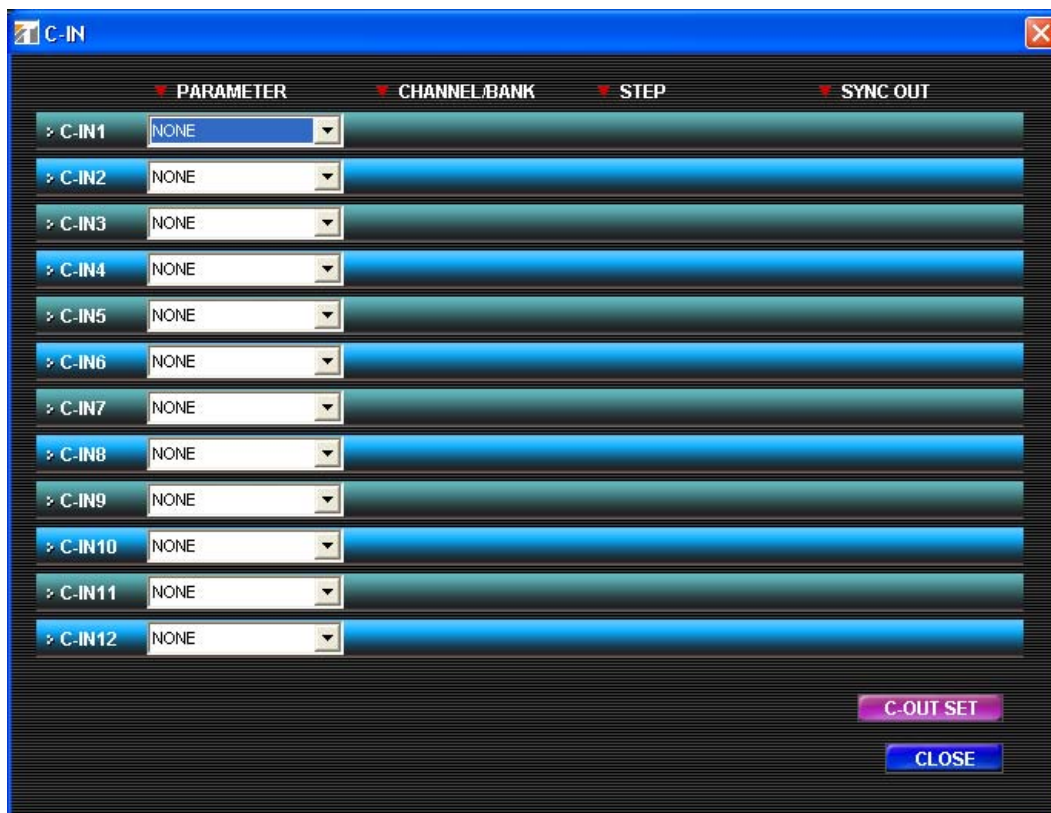 C-IN
PARAMETER CHANNEL/BANK STEP SYNC OUT
C-IN1 NONE
C-IN2 NONE
C-IN3 NONE
C-IN4 NONE
C-IN5 NONE
C-IN6 NONE
C-IN7 NONE
C-IN8 NONE
C-IN9 NONE
C-IN10 NONE
C-IN11 NONE
C-IN12 NONE
C-OUT SET
CLOSE